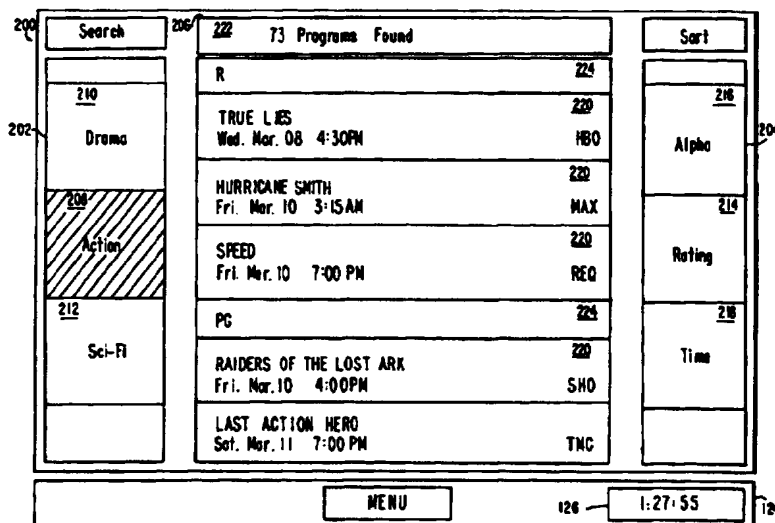 200
Search
206
222 73 Programs Found
Sort
R 224
210
Drama
202
TRUE LIES 220
Wed. Mar. 08 4:30PM HBO
216
Alpha
208
Action
HURRICANE SMITH 220
Fri. Mar. 10 3:15AM MAX
214
Rating
SPEED 220
Fri. Mar. 10 7:00 PM REQ
PG 224
212
Sci-Fi
RAIDERS OF THE LOST ARK 220
Fri. Mar. 10 4:00PM SHO
218
Time
LAST ACTION HERO
Sat. Mar. 11 7:00 PM TMC
MENU
126
1:27:55